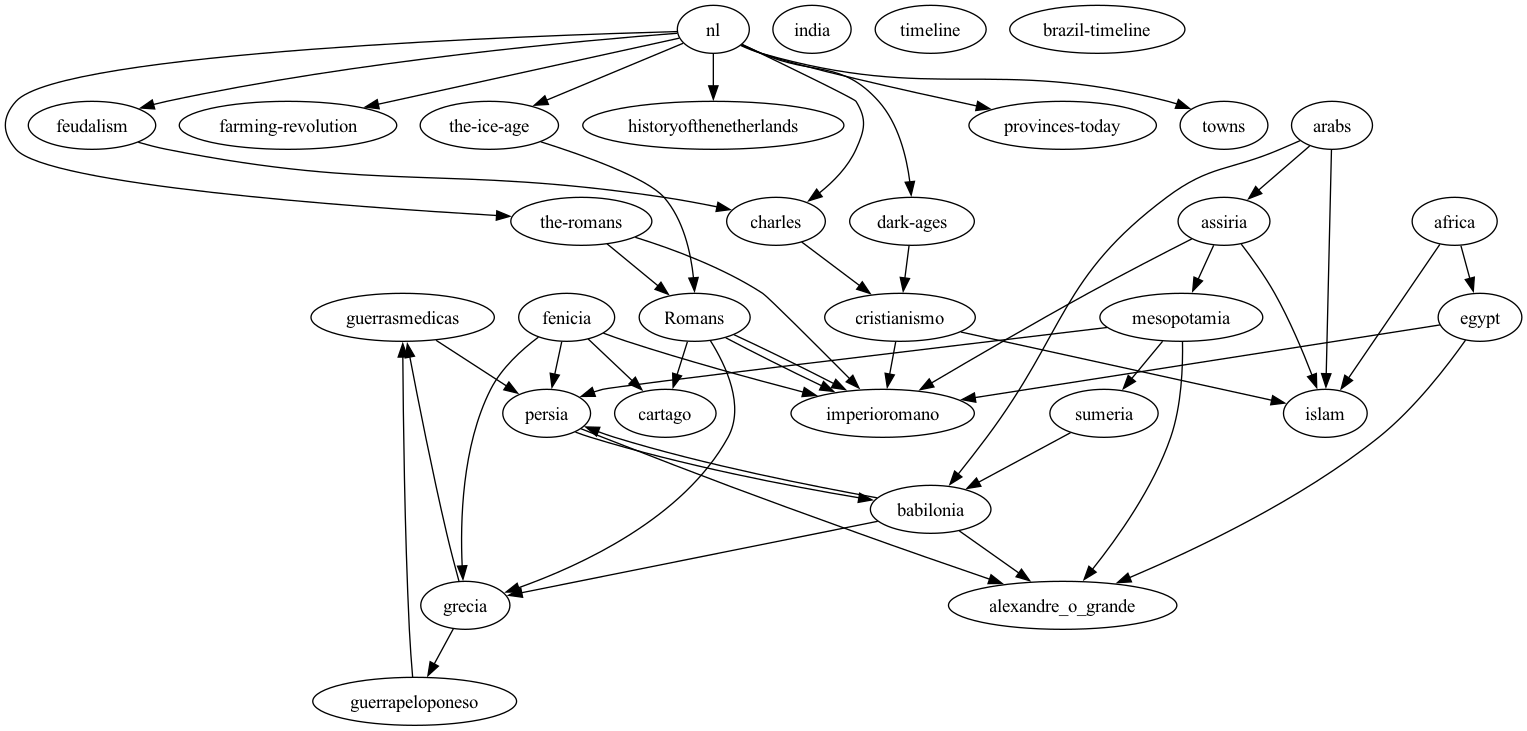 nl
india
timeline
brazil-timeline
feudalism
farming-revolution
the-ice-age
historyofthenetherlands
provinces-today
towns
arabs
the-romans
charles
dark-ages
assiria
africa
guerrasmedicas
fenicia
Romans
cristianismo
mesopotamia
egypt
persia
cartago
imperioromano
sumeria
islam
babilonia
grecia
alexandre_o_grande
guerrapeloponeso